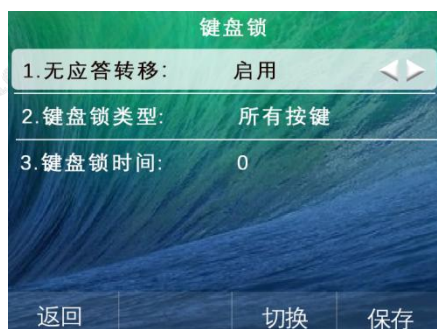 键盘锁
1.无应答转移: 启用
2.键盘锁类型: 所有按键
3.键盘锁时间: 0
返回 切换 保存